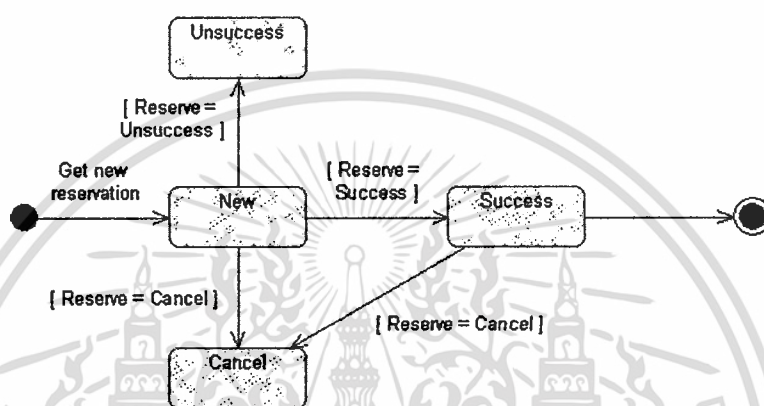 Unsuccess
[ Reserve =
Unsuccess ]
Get new
reservation
[ Reserve =
Success ]
New
Success
[ Reserve = Cancel ]
[ Reserve = Cancel ]
Cancel